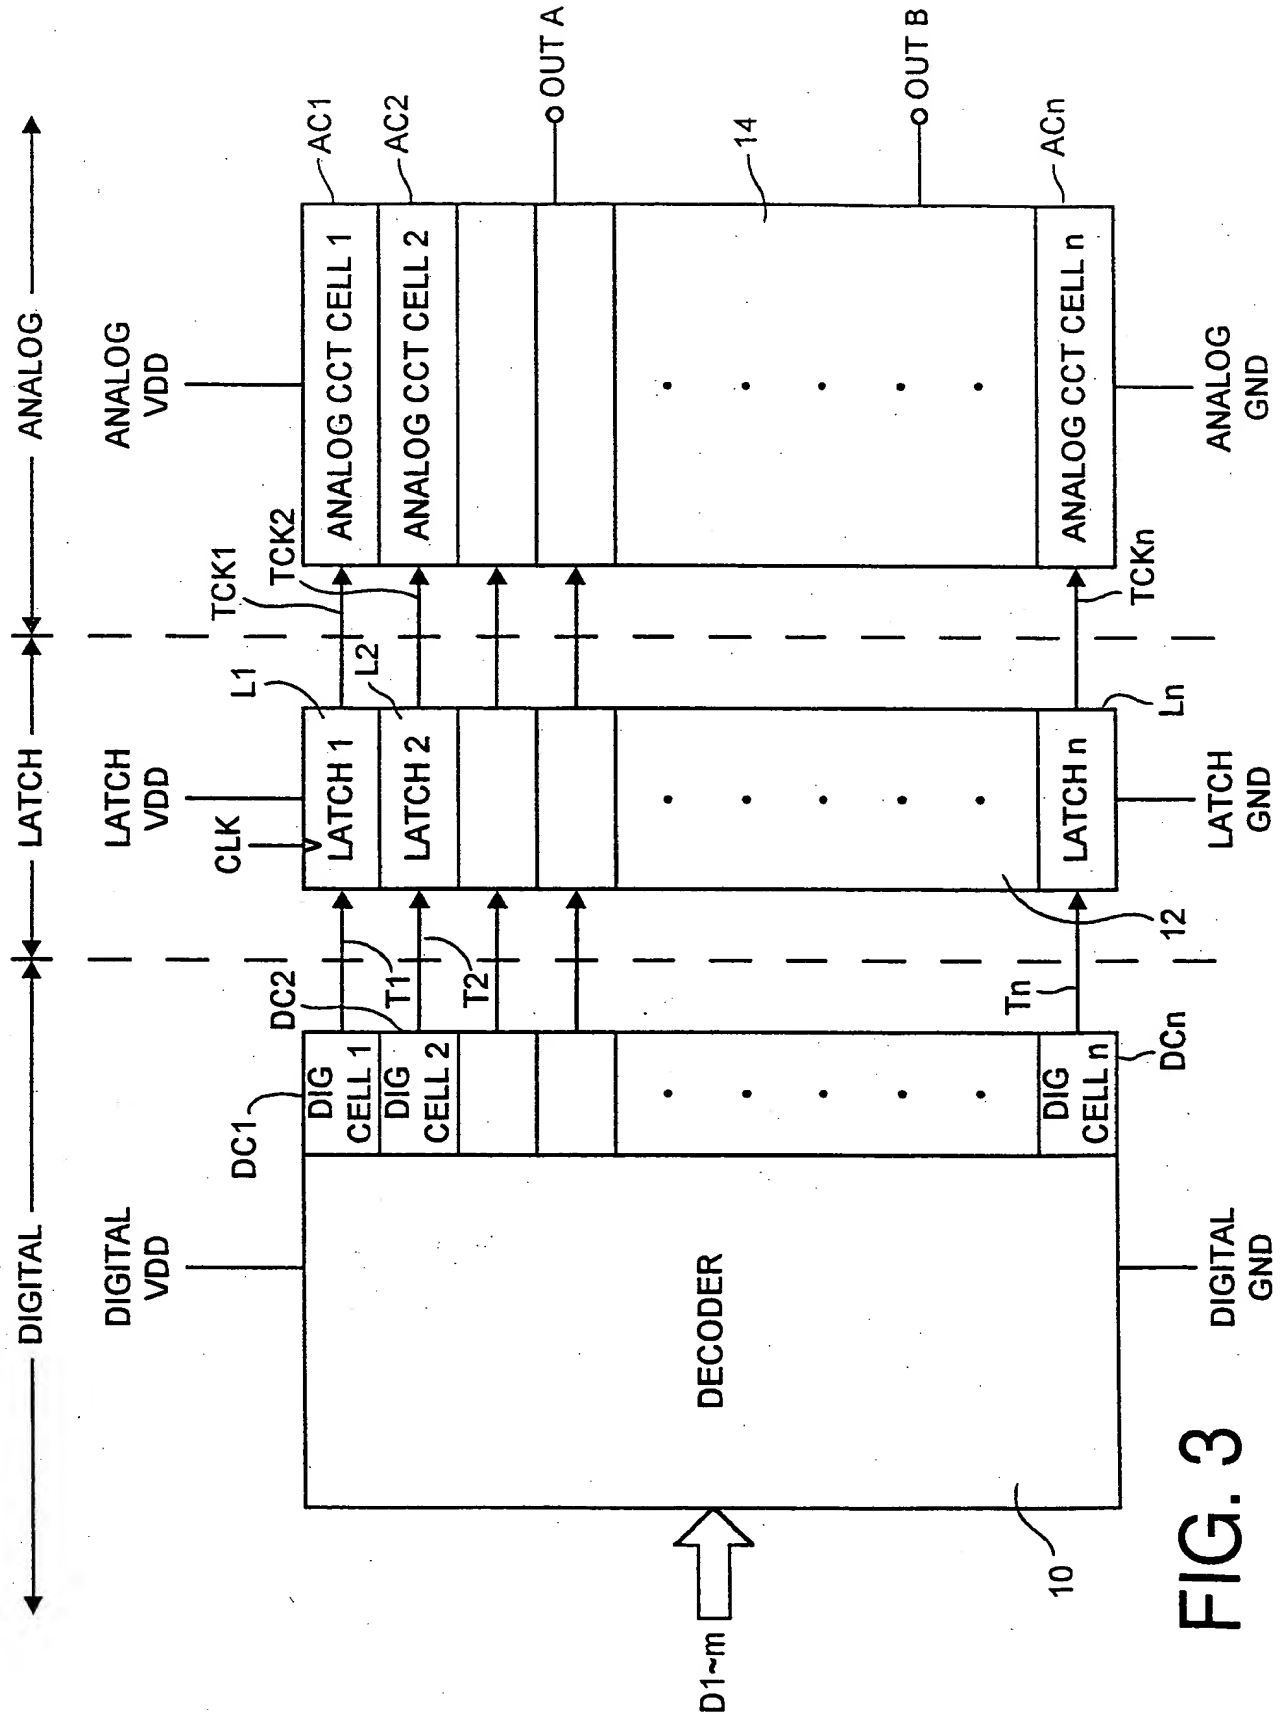 DIGITAL
LATCH
ANALOG
DIGITAL
VDD
LATCH
VDD
ANALOG
VDD
CLK
TCK1
TCK2
DC1
DC2
T1
T2
L1
L2
AC1
AC2
D1~m
DECODER
DIG
CELL 1
DIG
CELL 2
DIG
CELL n
LATCH 1
LATCH 2
LATCH n
ANALOG CCT CELL 1
ANALOG CCT CELL 2
ANALOG CCT CELL n
OUT A
OUT B
14
10
12
Tn
DCn
Ln
TCKn
ACn
DIGITAL
GND
LATCH
GND
ANALOG
GND
FIG. 3